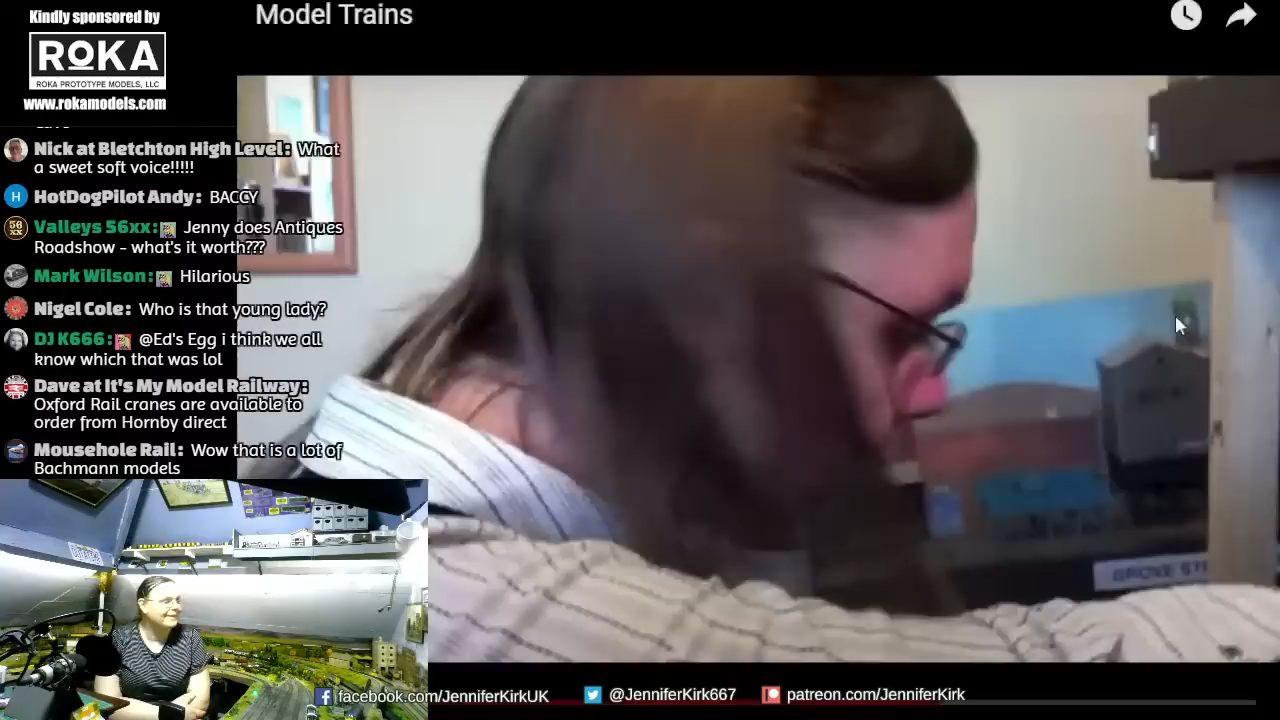 Kindly sponsored by
ROKA
ROKA PROTOTYPE MODELS, LLC
www.rokamodels.com
Model Trains
Nick at Bletchton High Level: What
a sweet soft voice!!!!!
H HotDogPilot Andy: BACCY
56
XX
Valleys 56xx: Jenny does Antiques
Roadshow - what's it worth???
Mark Wilson: Hilarious
Nigel Cole: Who is that young lady?
DJ K666: @Ed's Egg i think we all
know which that was lol
Dave at It's My Model Railway:
Oxford Rail cranes are available to
order from Hornby direct
Mousehole Rail: Wow that is a lot of
Bachmann models
GROVE ST
facebook.com/JenniferKirkUK @JenniferKirk667 patreon.com/JenniferKirk